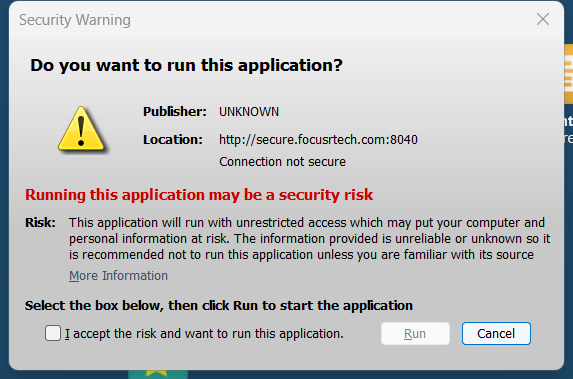 Security Warning
Do you want to run this application?
Publisher: UNKNOWN
Location: http://secure.focusrtech.com:8040
Connection not secure
Running this application may be a security risk
Risk: This application will run with unrestricted access which may put your computer and
personal information at risk. The information provided is unreliable or unknown so it
is recommended not to run this application unless you are familiar with its source
More Information
Select the box below, then click Run to start the application
I accept the risk and want to run this application.
Run
Cancel